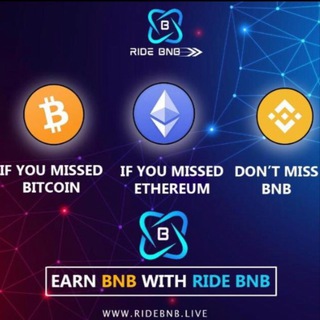 RIDE BNB
IF YOU MISSED
BITCOIN
IF YOU MISSED
ETHEREUM
DON'T MISS
BNB
EARN BNB WITH RIDE BNB
WWW.RIDEBNB.LIVE